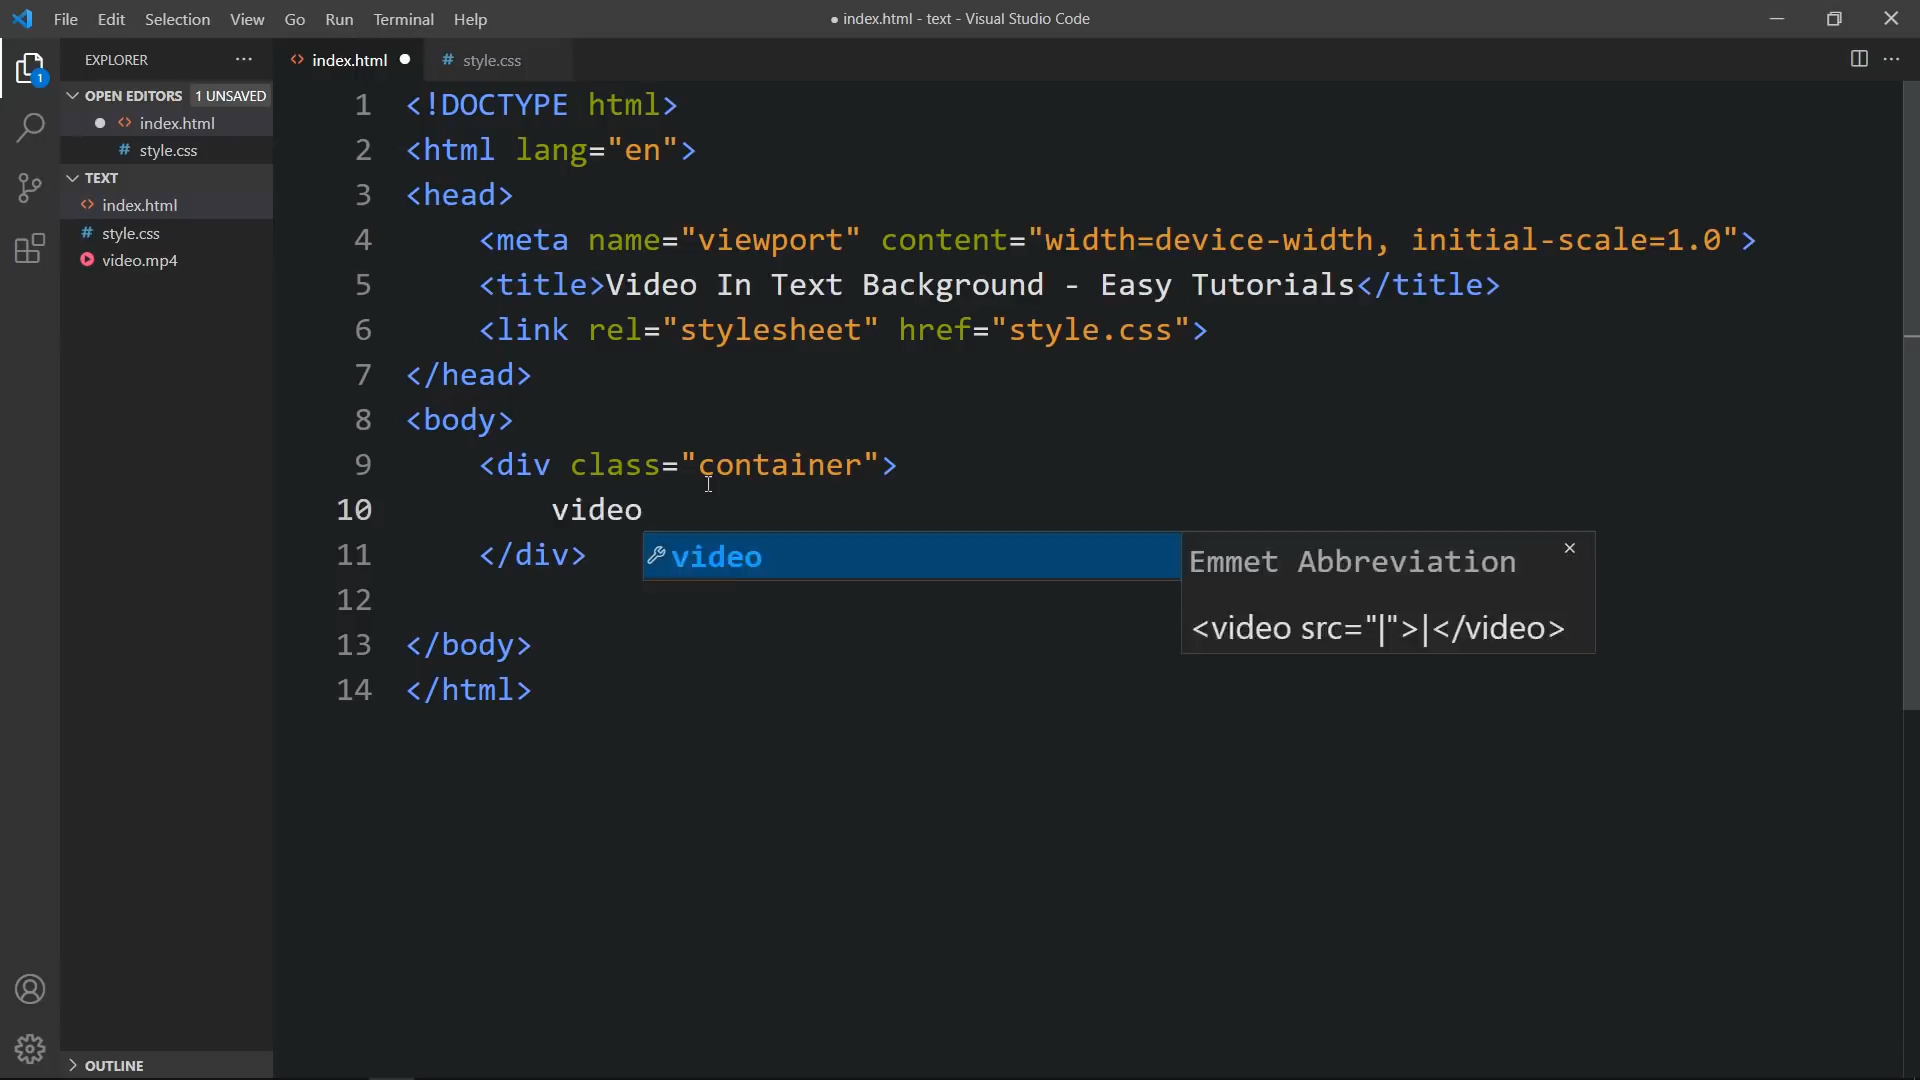 File Edit Selection View Go Run Terminal Help
● index.html - text - Visual Studio Code
EXPLORER ···
OPEN EDITORS 1 UNSAVED
index.html
# style.css
TEXT
index.html
# style.css
video.mp4
OUTLINE
1
<> index.html ●
# style.css
1 <!DOCTYPE html>
2 <html lang="en">
3 <head>
4 <meta name="viewport" content="width=device-width, initial-scale=1.0">
5 <title>Video In Text Background - Easy Tutorials</title>
6 <link rel="stylesheet" href="style.css">
7 </head>
8 <body>
9 <div class="container">
10 video
11 </div>
12
13 </body>
14 </html>
video
Emmet Abbreviation
<video src="|">|</video>